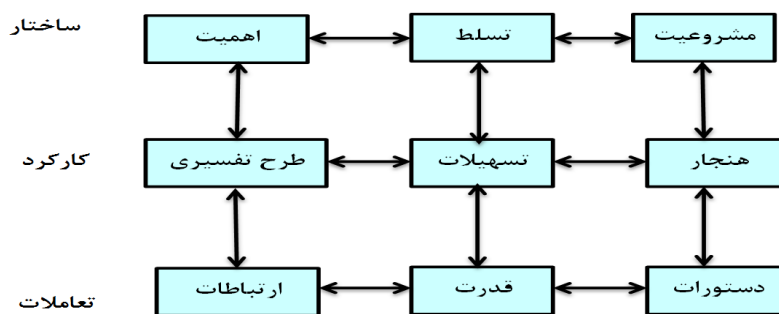 ساختار
مشروعیت تسلط اهمیت
کارکرد
هنجار تسهیلات طرح تفسیری
تعاملات
دستورات قدرت ارتباطات